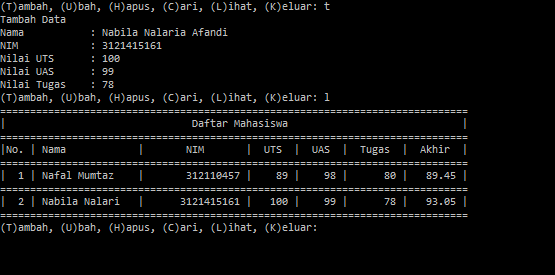 (T)ambah, (U)bah, (H)apus, (C)ari, (L)ihat, (K)eluar: t
Tambah Data
Nama           : Nabila Nalaria Afandi
NIM            : 3121415161
Nilai UTS      : 100
Nilai UAS      : 99
Nilai Tugas    : 78
(T)ambah, (U)bah, (H)apus, (C)ari, (L)ihat, (K)eluar: l
==============================================================================
|                               Daftar Mahasiswa                             |
==============================================================================
|No. | Nama            |       NIM       |  UTS  |  UAS  |  Tugas  |  Akhir  |
==============================================================================
|  1 | Nafal Mumtaz    |       312110457 |    89 |    98 |      80 |   89.45 |
==============================================================================
|  2 | Nabila Nalari   |      3121415161 |   100 |    99 |      78 |   93.05 |
==============================================================================
(T)ambah, (U)bah, (H)apus, (C)ari, (L)ihat, (K)eluar: